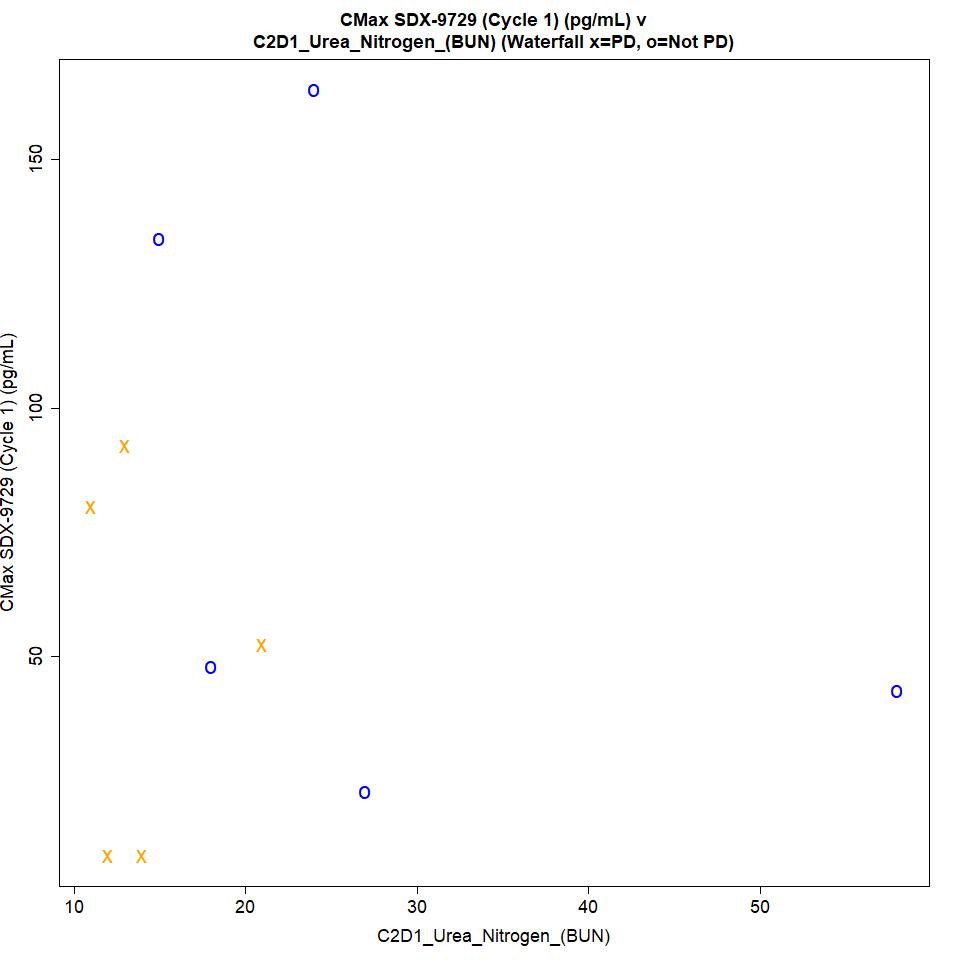 CMax SDX-9729 (Cycle 1) (pg/mL) v
C2D1_Urea_Nitrogen_(BUN) (Waterfall x=PD, o=Not PD)
CMax SDX-9729 (Cycle 1) (pg/mL)
150
100
50
O
O
X
X
X
O
O
O
X
X
10
20
30
40
50
C2D1_Urea_Nitrogen_(BUN)